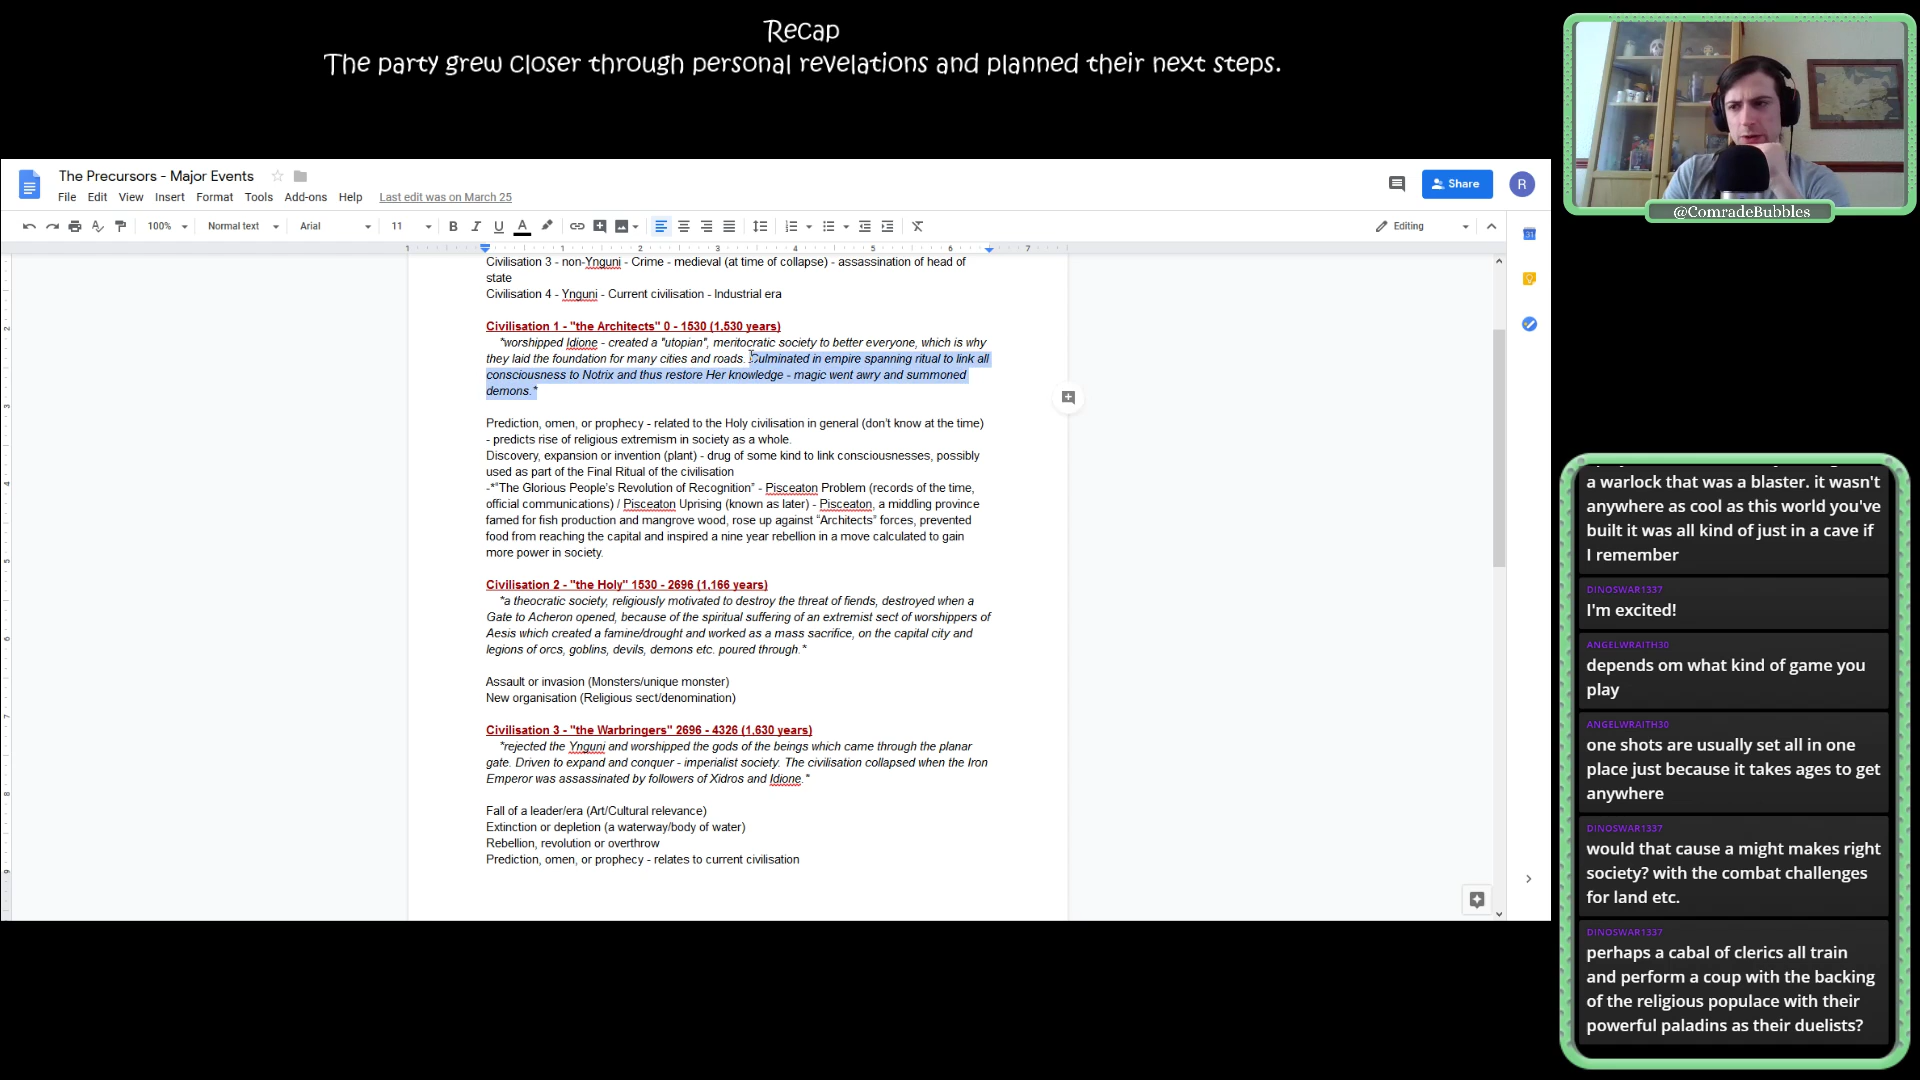 Recap
The party grew closer through personal revelations and planned their next steps.
@ComradeBubbles
The Precursors - Major Events
File Edit View Insert Format Tools Add-ons Help Last edit was on March 25
Share
R
100% Normal text Arial 11 B I U A Editing
1 1 2 3 4 5 6 7
Civilisation 3 - non-Ynguni - Crime - medieval (at time of collapse) - assassination of head of
state
Civilisation 4 - Ynguni - Current civilisation - Industrial era
Civilisation 1 - "the Architects" 0 - 1530 (1,530 years)
*worshipped Idione - created a "utopian", meritocratic society to better everyone, which is why
they laid the foundation for many cities and roads. Culminated in empire spanning ritual to link all
consciousness to Notrix and thus restore Her knowledge - magic went awry and summoned
demons.*
Prediction, omen, or prophecy - related to the Holy civilisation in general (don't know at the time)
- predicts rise of religious extremism in society as a whole.
Discovery, expansion or invention (plant) - drug of some kind to link consciousnesses, possibly
used as part of the Final Ritual of the civilisation
-*"The Glorious People's Revolution of Recognition" - Pisceaton Problem (records of the time,
official communications) / Pisceaton Uprising (known as later) - Pisceaton, a middling province
famed for fish production and mangrove wood, rose up against “Architects” forces, prevented
food from reaching the capital and inspired a nine year rebellion in a move calculated to gain
more power in society.
Civilisation 2 - "the Holy" 1530 - 2696 (1,166 years)
*a theocratic society, religiously motivated to destroy the threat of fiends, destroyed when a
Gate to Acheron opened, because of the spiritual suffering of an extremist sect of worshippers of
Aesis which created a famine/drought and worked as a mass sacrifice, on the capital city and
legions of orcs, goblins, devils, demons etc. poured through.*
Assault or invasion (Monsters/unique monster)
New organisation (Religious sect/denomination)
Civilisation 3 - "the Warbringers" 2696 - 4326 (1,630 years)
*rejected the Ynguni and worshipped the gods of the beings which came through the planar
gate. Driven to expand and conquer - imperialist society. The civilisation collapsed when the Iron
Emperor was assassinated by followers of Xidros and Idione.*
Fall of a leader/era (Art/Cultural relevance)
Extinction or depletion (a waterway/body of water)
Rebellion, revolution or overthrow
Prediction, omen, or prophecy - relates to current civilisation
a warlock that was a blaster. it wasn't
anywhere as cool as this world you've
built it was all kind of just in a cave if
I remember
DINOSWAR1337
I'm excited!
ANGELWRAITH30
depends om what kind of game you
play
ANGELWRAITH30
one shots are usually set all in one
place just because it takes ages to get
anywhere
DINOSWAR1337
would that cause a might makes right
society? with the combat challenges
for land etc.
DINOSWAR1337
perhaps a cabal of clerics all train
and perform a coup with the backing
of the religious populace with their
powerful paladins as their duelists?